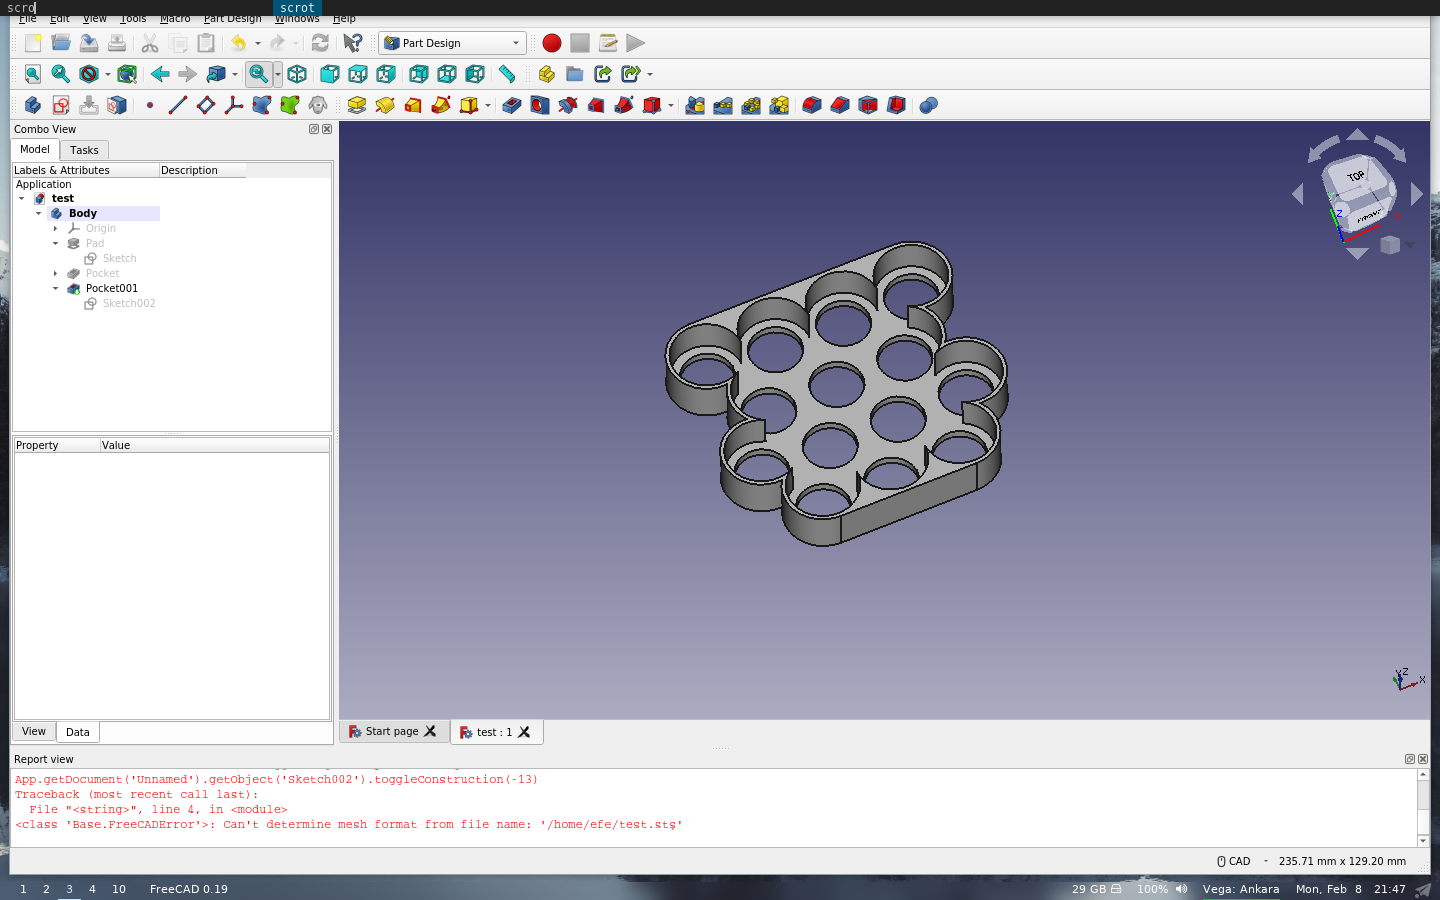 scro scrot
File Edit View Tools Macro Part Design Windows Help
Part Design
Combo View
Model Tasks
Labels & Attributes Description
Application
test
Body
Origin
Pad
Sketch
Pocket
Pocket001
Sketch002
Property Value
View Data
TOP
FRONT
Z
Y Z X
Start page test : 1
Report view
App.getDocument('Unnamed').getObject('Sketch002').toggleConstruction(-13)
Traceback (most recent call last):
File "<string>", line 4, in <module>
<class 'Base.FreeCADError'>: Can't determine mesh format from file name: '/home/efe/test.stş'
CAD - 235.71 mm x 129.20 mm
1 2 3 4 10 FreeCAD 0.19 29 GB 100% Vega: Ankara Mon, Feb 8 21:47